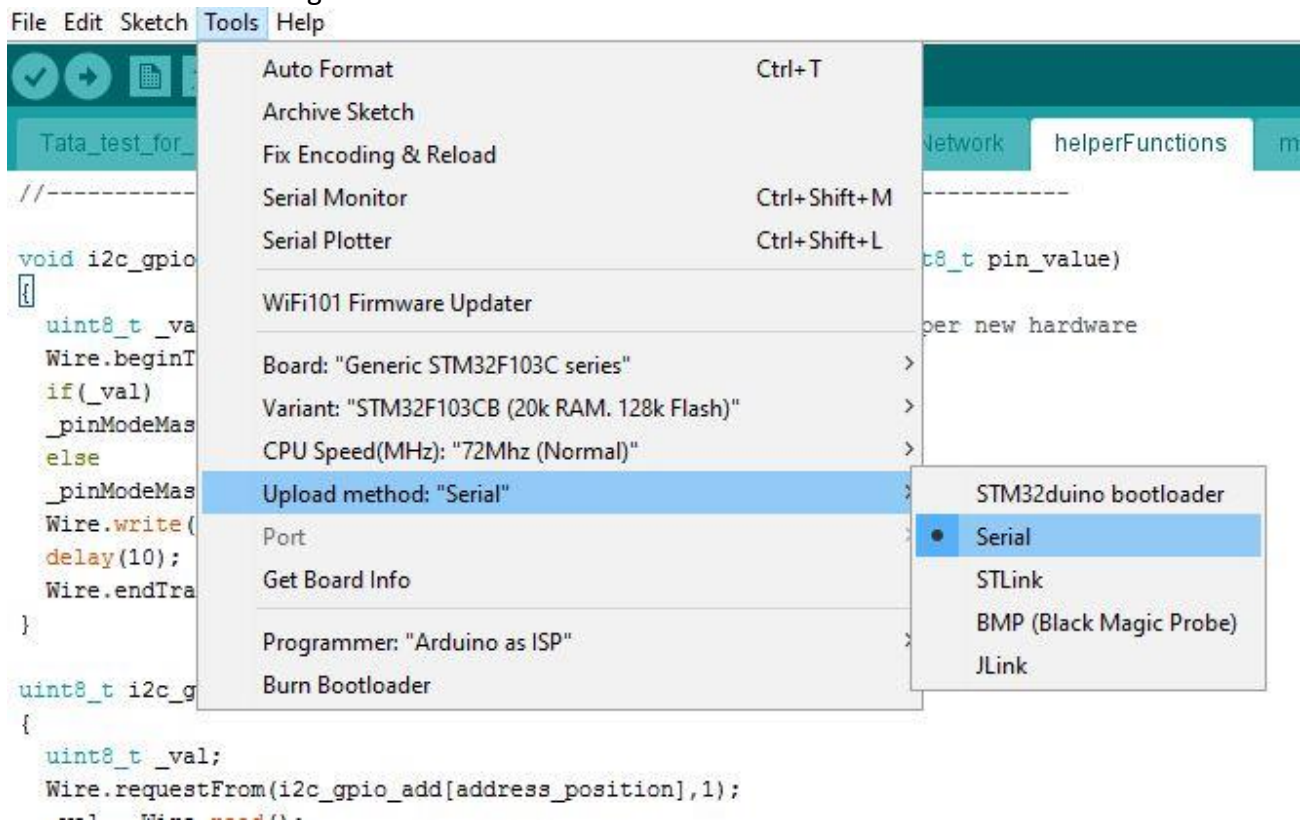 File Edit Sketch Tools Help
Auto Format Ctrl+T
Archive Sketch
Tata_test_for_ Fix Encoding & Reload Network helperFunctions
//----------- Serial Monitor Ctrl+Shift+M -----------
Serial Plotter Ctrl+Shift+L
void i2c_gpio t8_t pin_value)
{
WiFi101 Firmware Updater
uint8_t _va per new hardware
Wire.beginT
Board: "Generic STM32F103C series"
if(_val)
Variant: "STM32F103CB (20k RAM. 128k Flash)"
_pinModeMas
else CPU Speed(MHz): "72Mhz (Normal)"
_pinModeMas Upload method: "Serial" STM32duino bootloader
Wire.write( Port Serial
delay(10);
Wire.endTra Get Board Info STLink
} BMP (Black Magic Probe)
Programmer: "Arduino as ISP"
JLink
uint8_t i2c_g Burn Bootloader
{
uint8_t _val;
Wire.requestFrom(i2c_gpio_add[address_position],1);